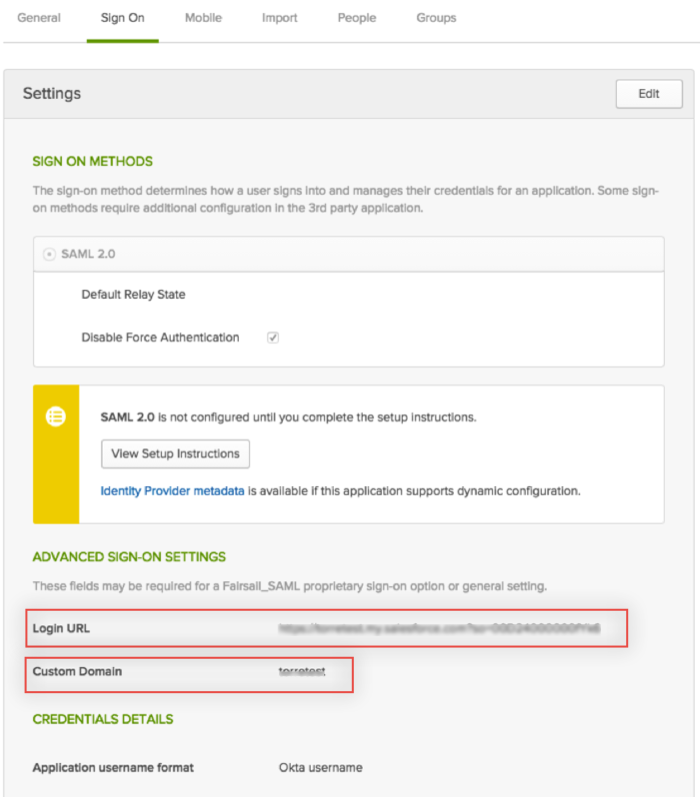 General Sign On Mobile Import People Groups
Settings Edit
SIGN ON METHODS
The sign-on method determines how a user signs into and manages their credentials for an application. Some sign-
on methods require additional configuration in the 3rd party application.
SAML 2.0
Default Relay State
Disable Force Authentication
SAML 2.0 is not configured until you complete the setup instructions.
View Setup Instructions
Identity Provider metadata is available if this application supports dynamic configuration.
ADVANCED SIGN-ON SETTINGS
These fields may be required for a Fairsail_SAML proprietary sign-on option or general setting.
Login URL
Custom Domain
CREDENTIALS DETAILS
Application username format Okta username